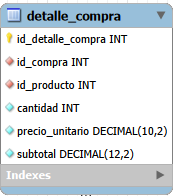 detalle_compra
id_detalle_compra INT
id_compra INT
id_producto INT
cantidad INT
precio_unitario DECIMAL(10,2)
subtotal DECIMAL(12,2)
Indexes